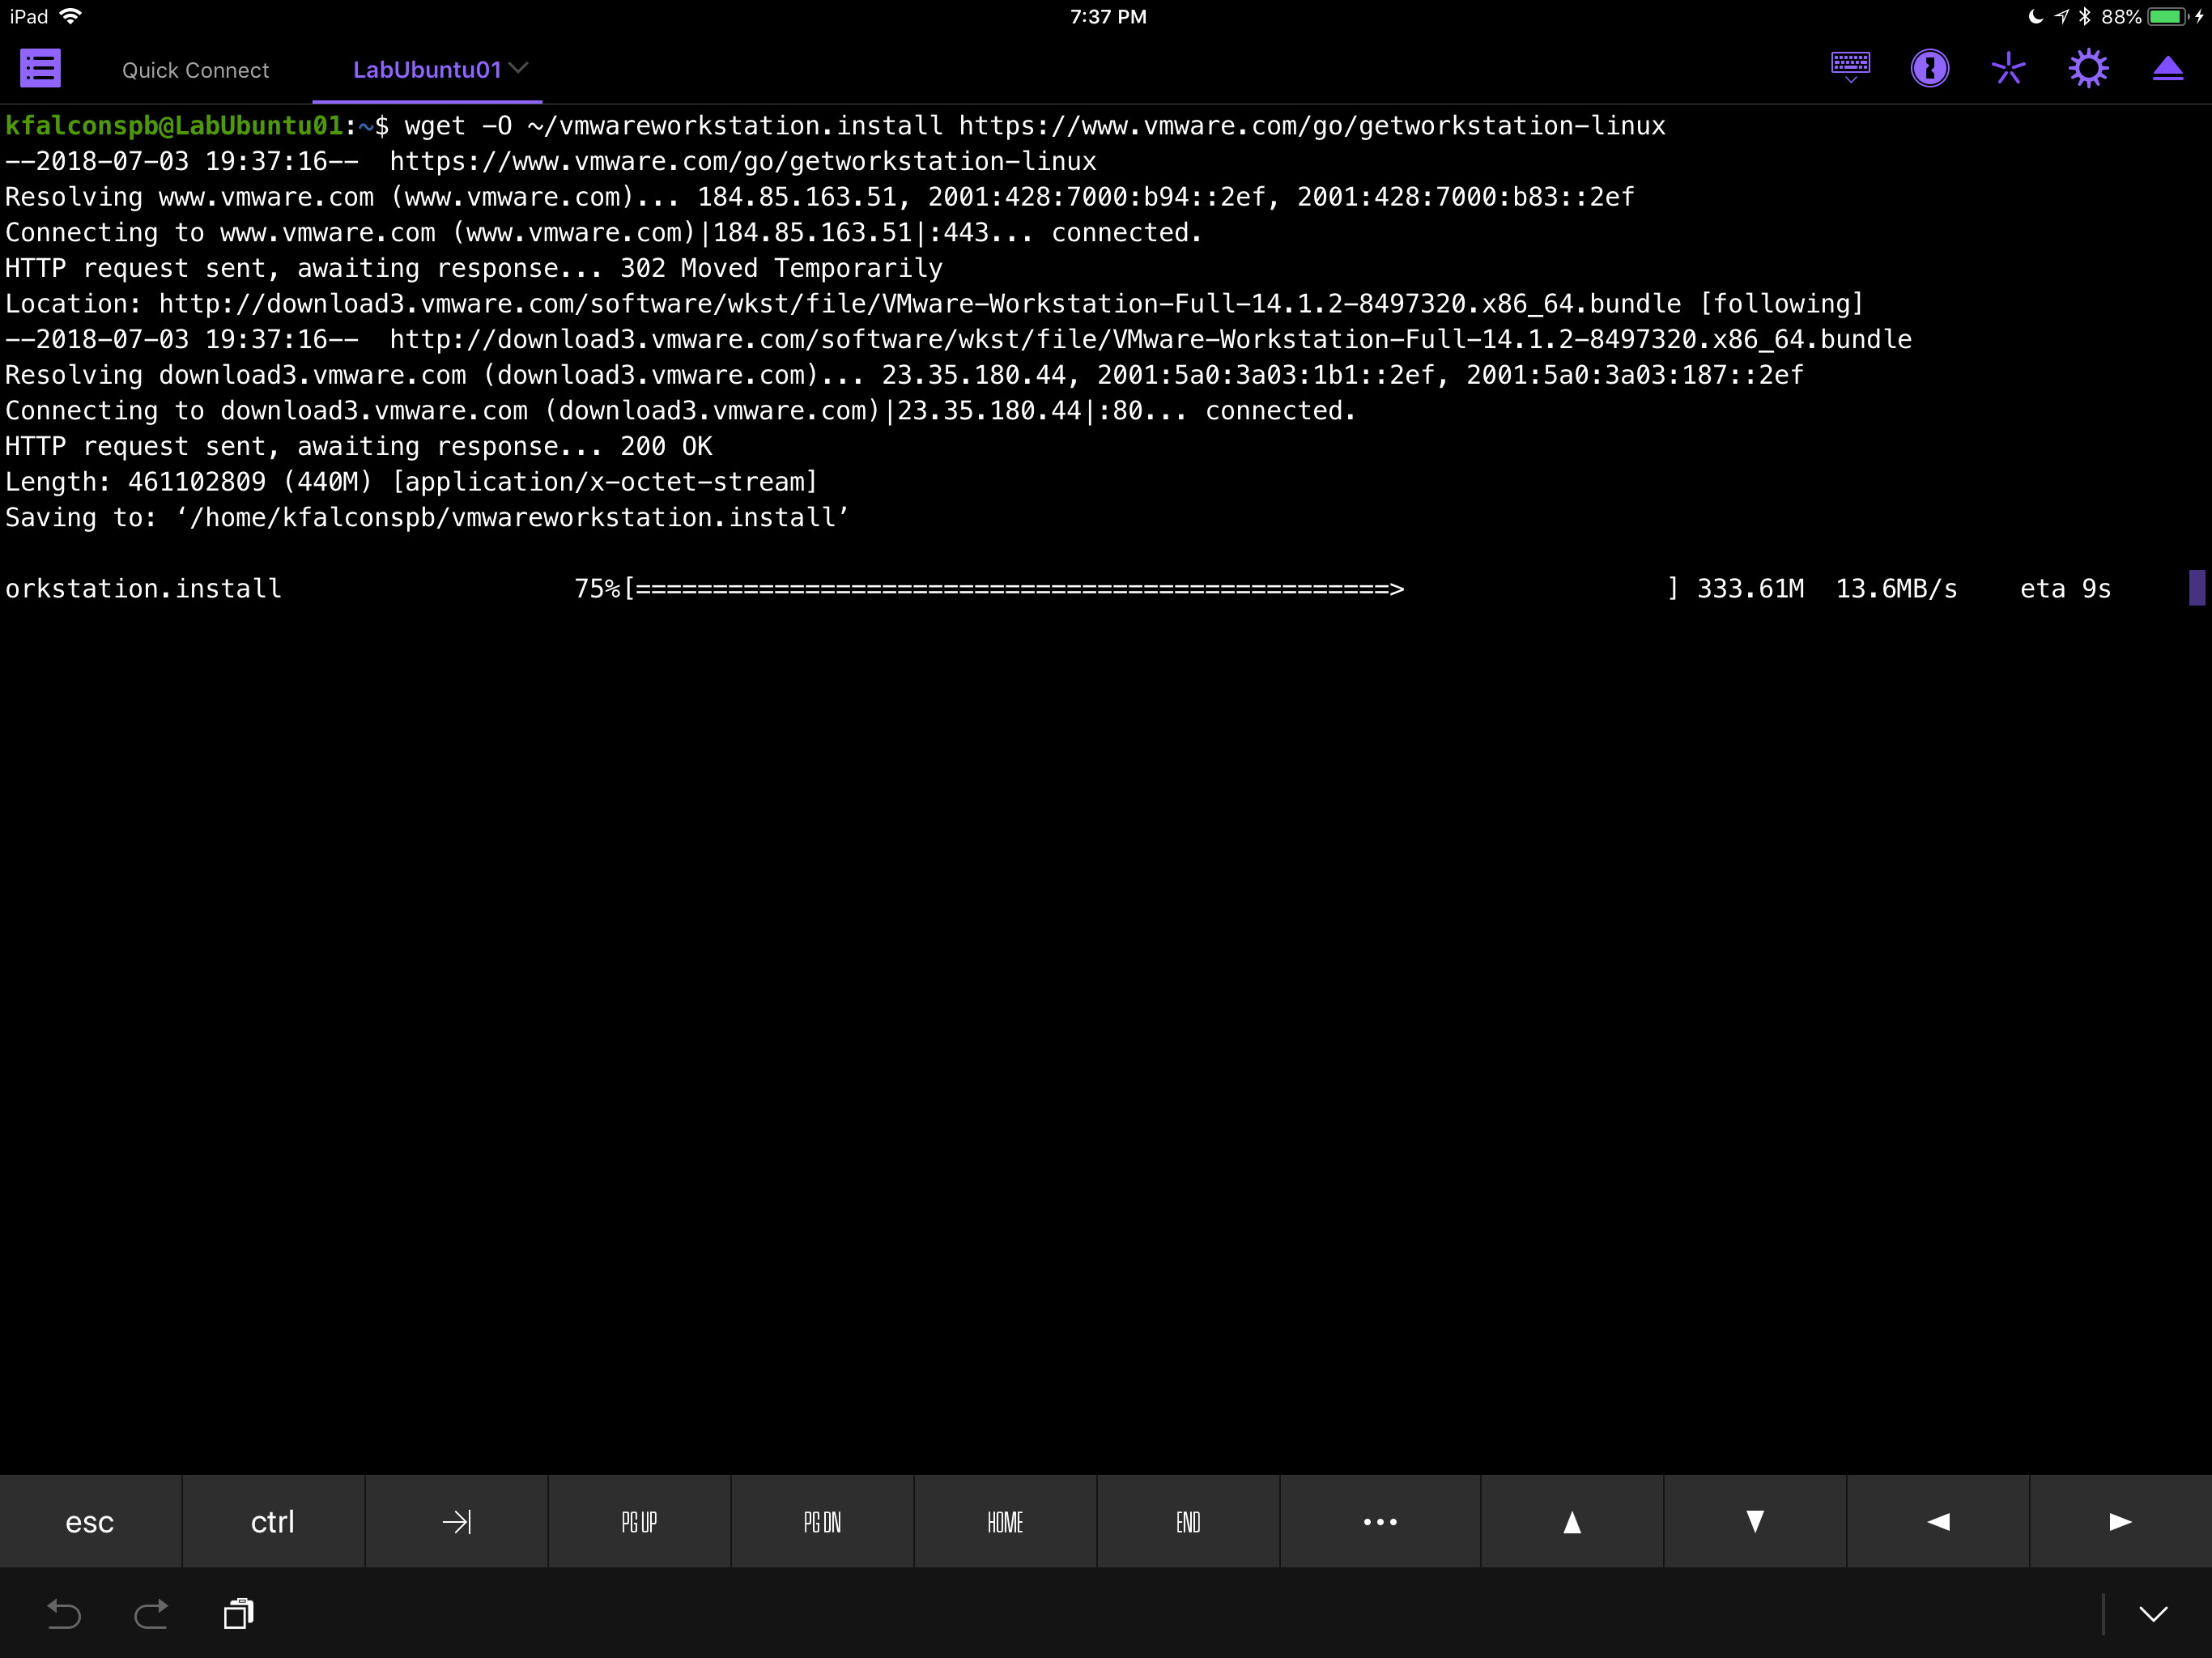 iPad 7:37 PM 88%
Quick Connect LabUbuntu01
kfalconspb@LabUbuntu01:~$ wget -O ~/vmwareworkstation.install https://www.vmware.com/go/getworkstation-linux
--2018-07-03 19:37:16--  https://www.vmware.com/go/getworkstation-linux
Resolving www.vmware.com (www.vmware.com)... 184.85.163.51, 2001:428:7000:b94::2ef, 2001:428:7000:b83::2ef
Connecting to www.vmware.com (www.vmware.com)|184.85.163.51|:443... connected.
HTTP request sent, awaiting response... 302 Moved Temporarily
Location: http://download3.vmware.com/software/wkst/file/VMware-Workstation-Full-14.1.2-8497320.x86_64.bundle [following]
--2018-07-03 19:37:16--  http://download3.vmware.com/software/wkst/file/VMware-Workstation-Full-14.1.2-8497320.x86_64.bundle
Resolving download3.vmware.com (download3.vmware.com)... 23.35.180.44, 2001:5a0:3a03:1b1::2ef, 2001:5a0:3a03:187::2ef
Connecting to download3.vmware.com (download3.vmware.com)|23.35.180.44|:80... connected.
HTTP request sent, awaiting response... 200 OK
Length: 461102809 (440M) [application/x-octet-stream]
Saving to: ‘/home/kfalconspb/vmwareworkstation.install’
orkstation.install 75%[=================================================> ] 333.61M 13.6MB/s eta 9s
esc ctrl PG UP PG DN HOME END •••